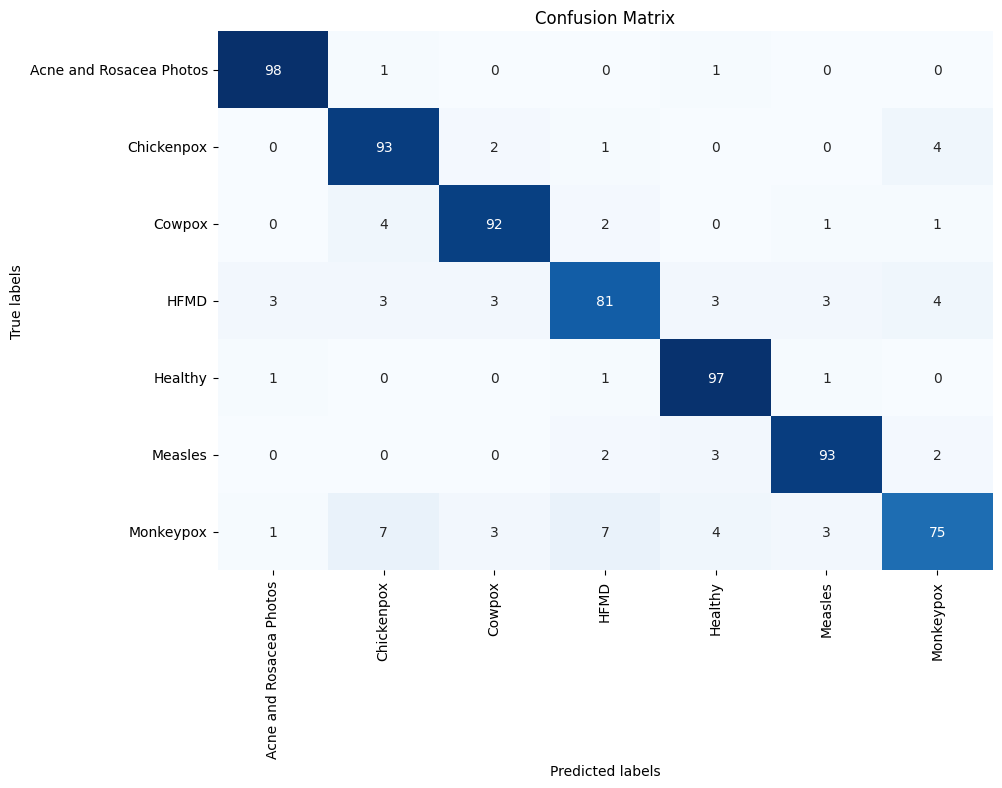 Confusion Matrix
Acne and Rosacea Photos 98 1 0 0 1 0 0
Chickenpox 0 93 2 1 0 0 4
Cowpox 0 4 92 2 0 1 1
HFMD 3 3 3 81 3 3 4
Healthy 1 0 0 1 97 1 0
Measles 0 0 0 2 3 93 2
Monkeypox 1 7 3 7 4 3 75
True labels
Acne and Rosacea Photos
Chickenpox
Cowpox
HFMD
Healthy
Measles
Monkeypox
Predicted labels